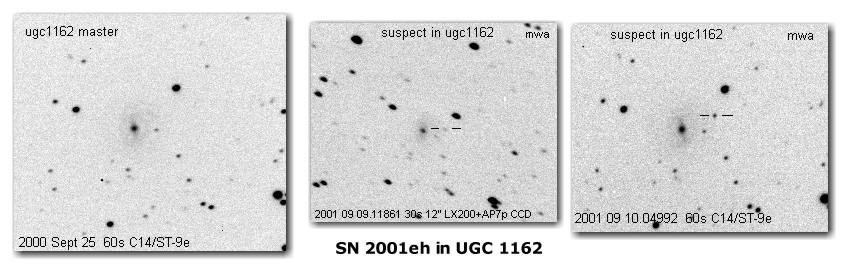 ugc1162 master
2000 Sept 25 60s C14/ST-9e
suspect in ugc1162
mwa
2001 09 09.11861 30s 12" LX200+AP7p CCD
suspect in ugc1162
mwa
2001 09 10.04992 60s C14/ST-9e
SN 2001eh in UGC 1162